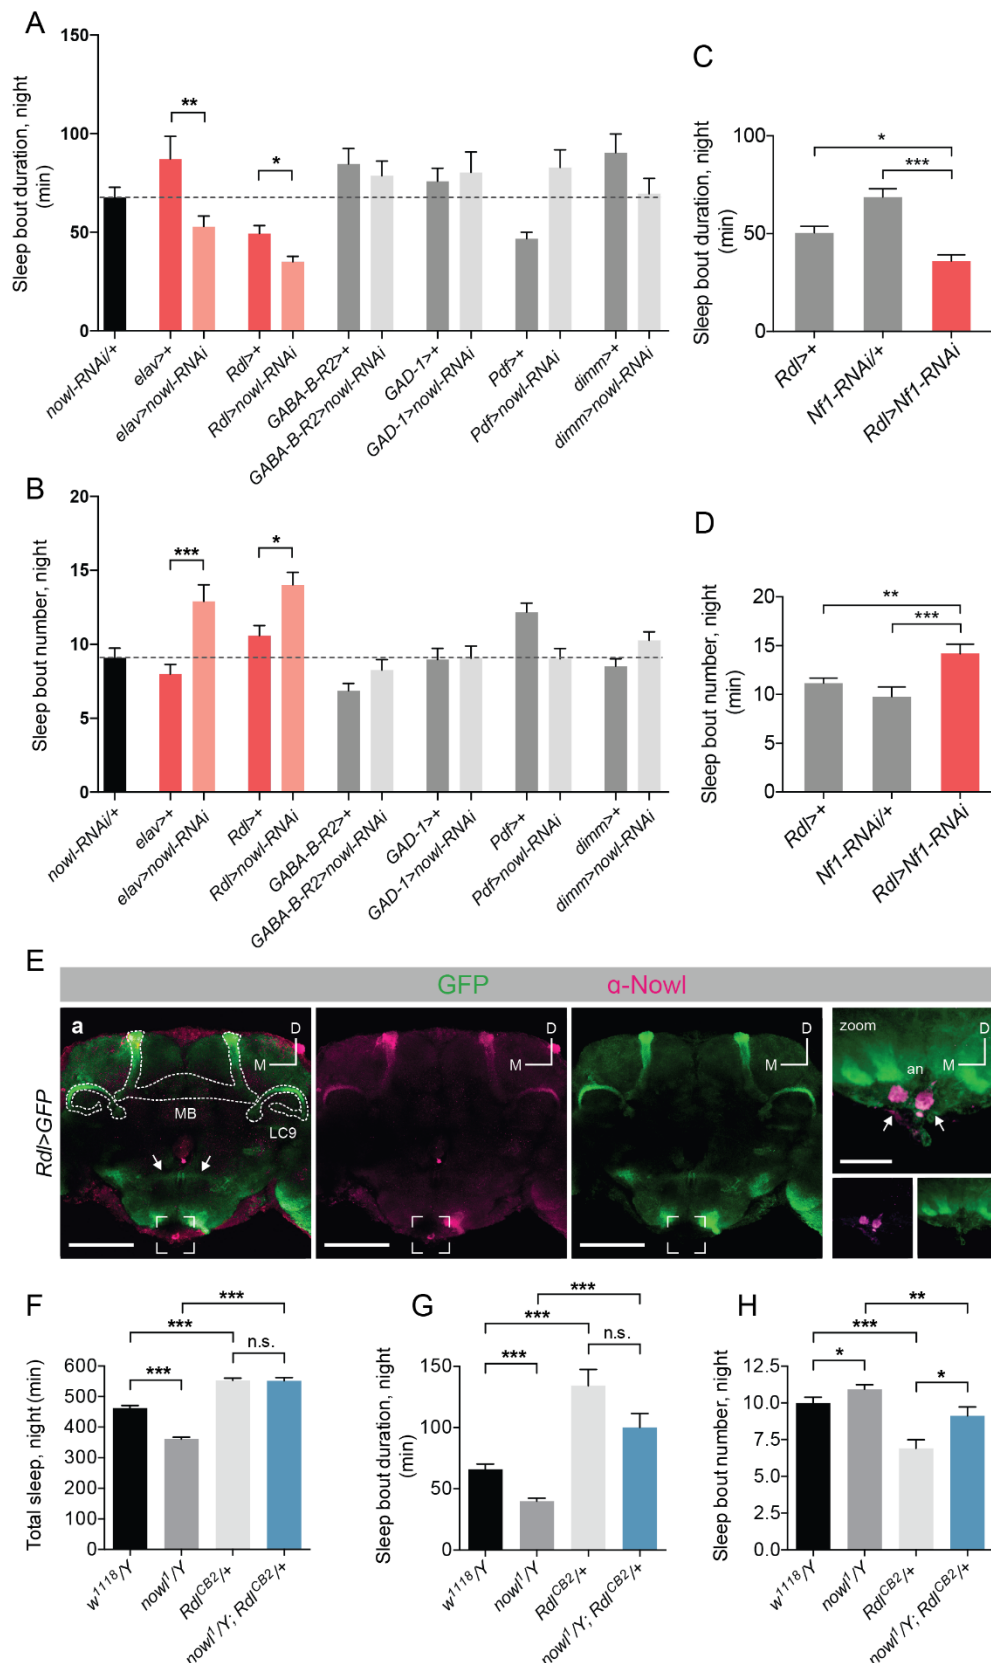 A
Sleep bout duration, night
(min)
150
100
50
0
**
*
nowl-RNAi/+
elav>+
elav>nowl-RNAi
Rdl>+
Rdl>nowl-RNAi
GABA-B-R2>+
GABA-B-R2>nowl-RNAi
GAD-1>+
GAD-1>nowl-RNAi
Pdf>+
Pdf>nowl-RNAi
dimm>+
dimm>nowl-RNAi
C
Sleep bout duration, night
(min)
100
50
0
*
***
Rdl>+
Nf1-RNAi/+
Rdl>Nf1-RNAi
B
Sleep bout number, night
20
15
10
5
0
***
*
nowl-RNAi/+
elav>+
elav>nowl-RNAi
Rdl>+
Rdl>nowl-RNAi
GABA-B-R2>+
GABA-B-R2>nowl-RNAi
GAD-1>+
GAD-1>nowl-RNAi
Pdf>+
Pdf>nowl-RNAi
dimm>+
dimm>nowl-RNAi
D
Sleep bout number, night
(min)
20
15
10
5
0
**
***
Rdl>+
Nf1-RNAi/+
Rdl>Nf1-RNAi
E
GFP α-Nowl
Rdl>GFP
a
D
M
MB
LC9
D
M
D
M
zoom
D
M
an
F
Total sleep, night (min)
600
500
400
300
200
100
0
***
***
***
n.s.
w1118/Y
nowl1/Y
RdlCB2/+
nowl1/Y; RdlCB2/+
G
Sleep bout duration, night
(min)
150
100
50
0
***
***
***
n.s.
w1118/Y
nowl1/Y
RdlCB2/+
nowl1/Y; RdlCB2/+
H
Sleep bout number, night
12.5
10.0
7.5
5.0
2.5
0.0
**
***
*
*
w1118/Y
nowl1/Y
RdlCB2/+
nowl1/Y; RdlCB2/+